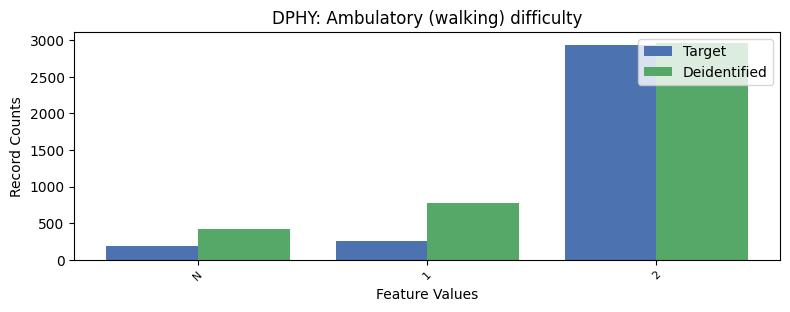 DPHY: Ambulatory (walking) difficulty
3000
2500
2000
1500
1000
500
0
Record Counts
Target
Deidentified
N
1
2
Feature Values